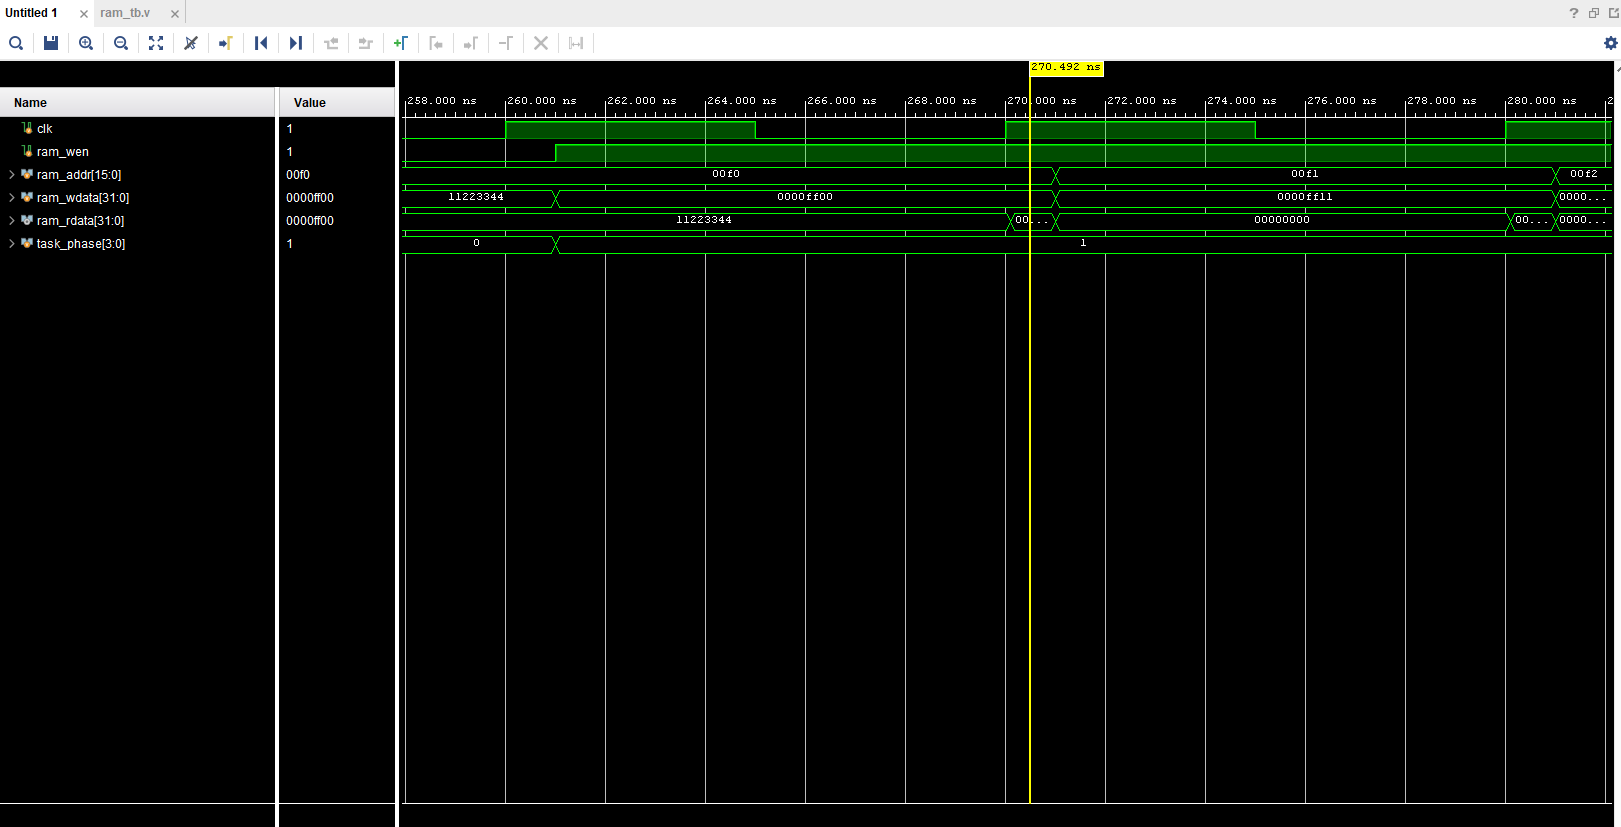 Untitled 1 × ram_tb.v ×
?
270.492 ns
Name Value
258.000 ns 260.000 ns 262.000 ns 264.000 ns 266.000 ns 268.000 ns 270.000 ns 272.000 ns 274.000 ns 276.000 ns 278.000 ns 280.000 ns 2
clk 1
ram_wen 1
ram_addr[15:0] 00f0 00f0 00f1 00f2
ram_wdata[31:0] 0000ff00 11223344 0000ff00 0000ff11 0000...
ram_rdata[31:0] 0000ff00 11223344 00... 00000000 00... 0000...
task_phase[3:0] 1 0 1